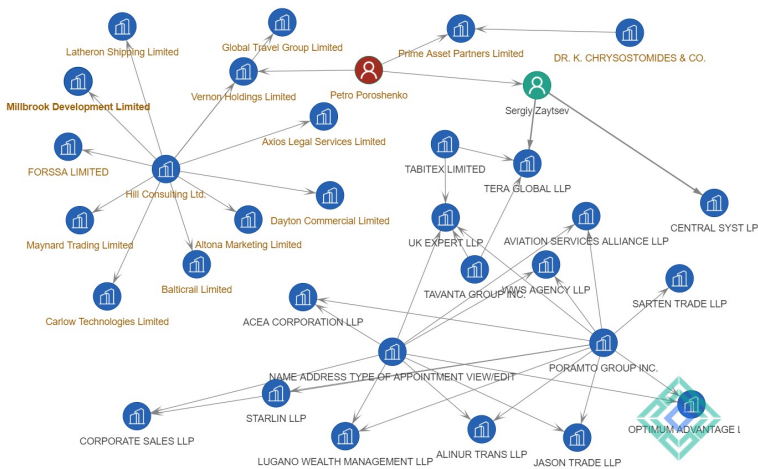 Latheron Shipping Limited
Global Travel Group Limited
Prime Asset Partners Limited
DR. K. CHRYSOSTOMIDES & CO.
Vernon Holdings Limited
Petro Poroshenko
Millbrook Development Limited
Sergiy Zaytsev
Axios Legal Services Limited
FORSSA LIMITED
TABITEX LIMITED
TERA GLOBAL LLP
Hill Consulting Ltd.
Dayton Commercial Limited
CENTRAL SYST LP
Maynard Trading Limited
Altona Marketing Limited
UK EXPERT LLP
AVIATION SERVICES ALLIANCE LLP
Balticrail Limited
TAVANTA GROUP INC.
WWS AGENCY LLP
SARTEN TRADE LLP
Carlow Technologies Limited
ACEA CORPORATION LLP
NAME ADDRESS TYPE OF APPOINTMENT VIEW/EDIT
PORAMTO GROUP INC.
STARLIN LLP
OPTIMUM ADVANTAGE
CORPORATE SALES LLP
LUGANO WEALTH MANAGEMENT LLP
ALINUR TRANS LLP
JASON TRADE LLP